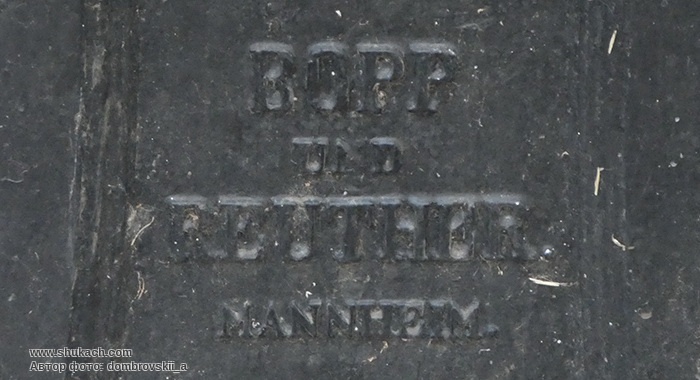 BOPP
UND
REUTHER.
MANNHEIM.
www.shukach.com
Автор фото: dombrovskii_a